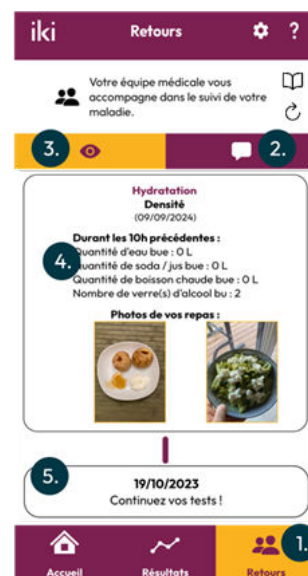 iki Retours ?
Votre équipe médicale vous
accompagne dans le suivi de votre
maladie.
3. 2.
Hydratation
Densité
(09/09/2024)
Durant les 10h précédentes :
Quantité d'eau bue : 0 L
4. Quantité de soda / jus bue : 0 L
Quantité de boisson chaude bue : 0 L
Nombre de verre(s) d'alcool bu : 2
Photos de vos repas :
5.
19/10/2023
Continuez vos tests !
1.
Accueil Résultats Retours